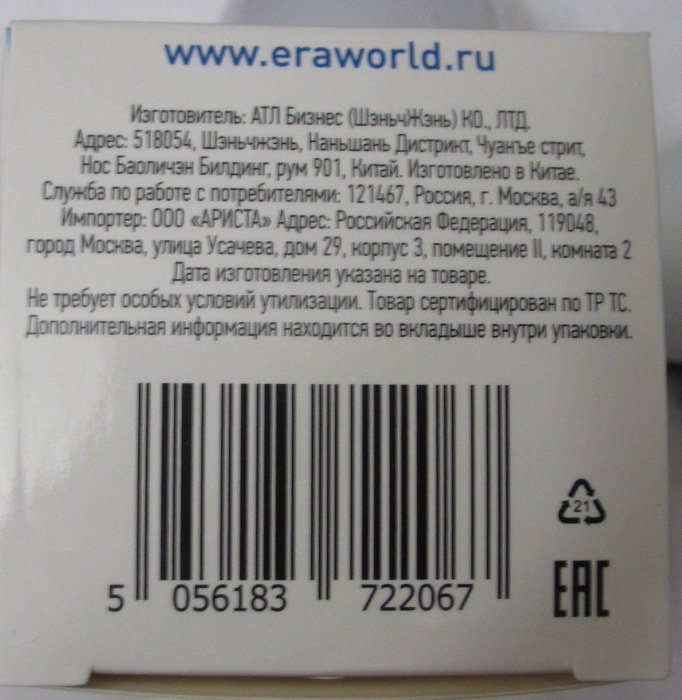 www.eraworld.ru
Изготовитель: АТЛ Бизнес (ШэньчЖэнь) КО., ЛТД.
Адрес: 518054, Шэньчжэнь, Наньшань Дистрикт, Чуанъе стрит,
Нос Баоличэн Билдинг, рум 901, Китай. Изготовлено в Китае.
Служба по работе с потребителями: 121467, Россия, г. Москва, а/я 43
Импортер: ООО «АРИСТА» Адрес: Российская Федерация, 119048,
город Москва, улица Усачева, дом 29, корпус 3, помещение II, комната 2
Дата изготовления указана на товаре.
Не требует особых условий утилизации. Товар сертифицирован по ТР ТС.
Дополнительная информация находится во вкладыше внутри упаковки.
21
EAC
5 056183 722067